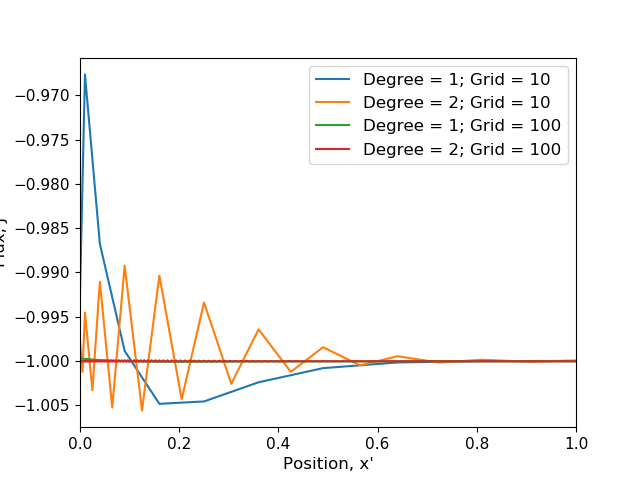 Degree = 1; Grid = 10
Degree = 2; Grid = 10
Degree = 1; Grid = 100
Degree = 2; Grid = 100
−0.970
−0.975
−0.980
−0.985
−0.990
−0.995
−1.000
−1.005
0.0 0.2 0.4 0.6 0.8 1.0
Position, x'